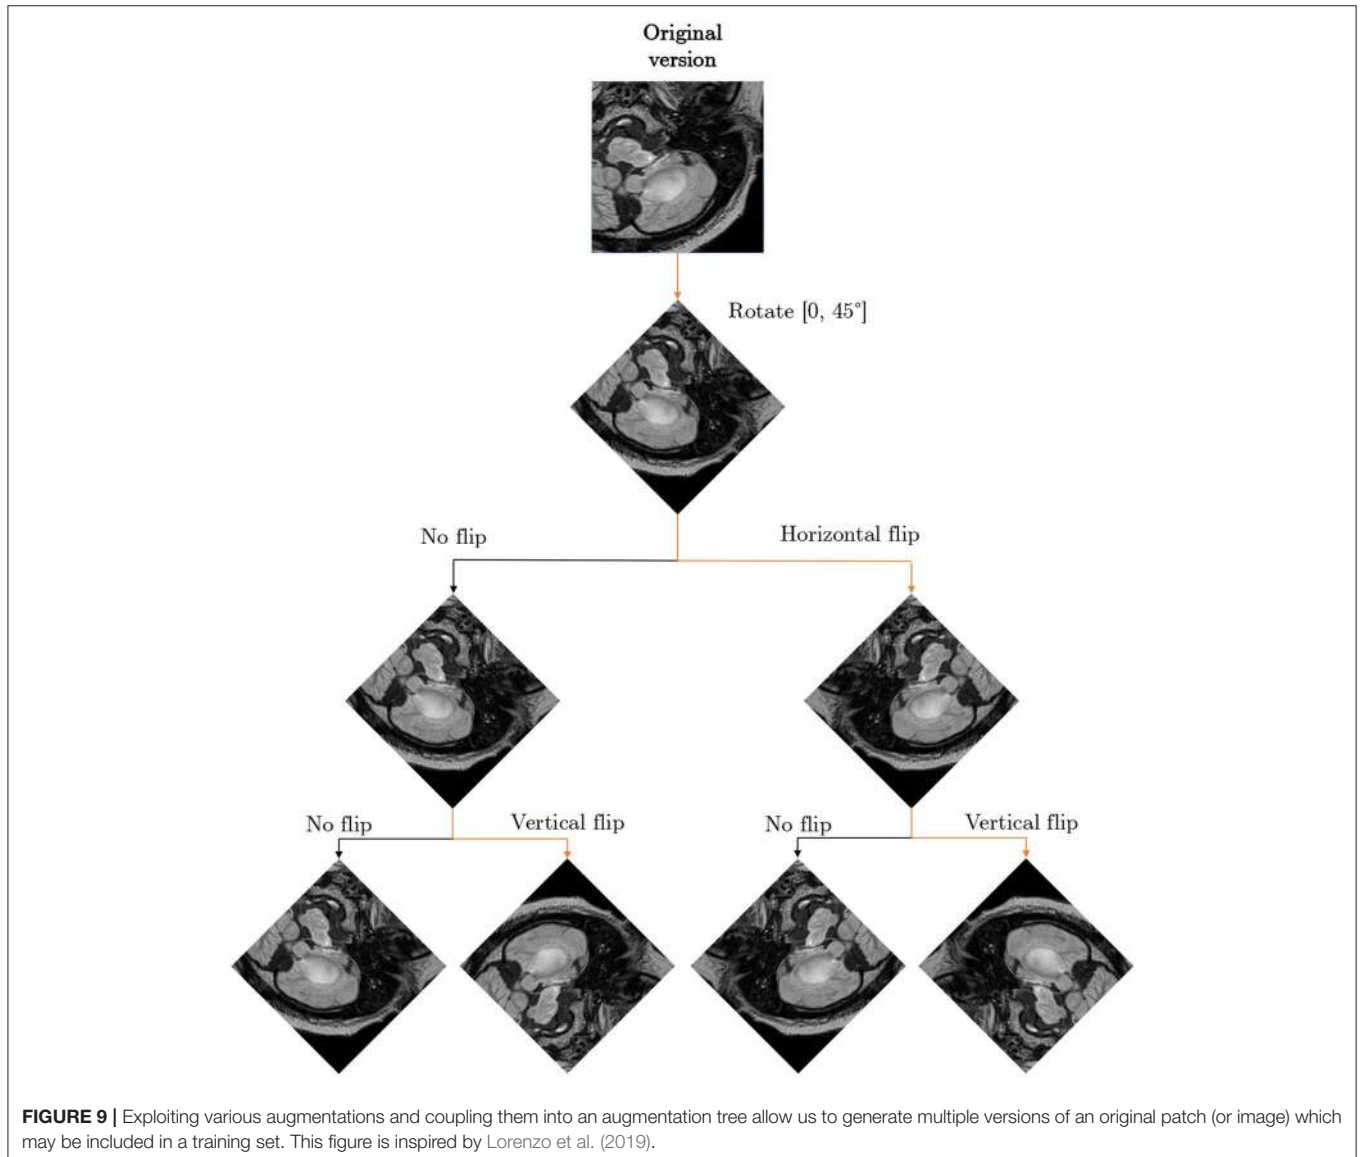 Original
version
Rotate [0, 45°]
No flip
Horizontal flip
No flip
Vertical flip
No flip
Vertical flip
FIGURE 9 | Exploiting various augmentations and coupling them into an augmentation tree allow us to generate multiple versions of an original patch (or image) which
may be included in a training set. This figure is inspired by Lorenzo et al. (2019).